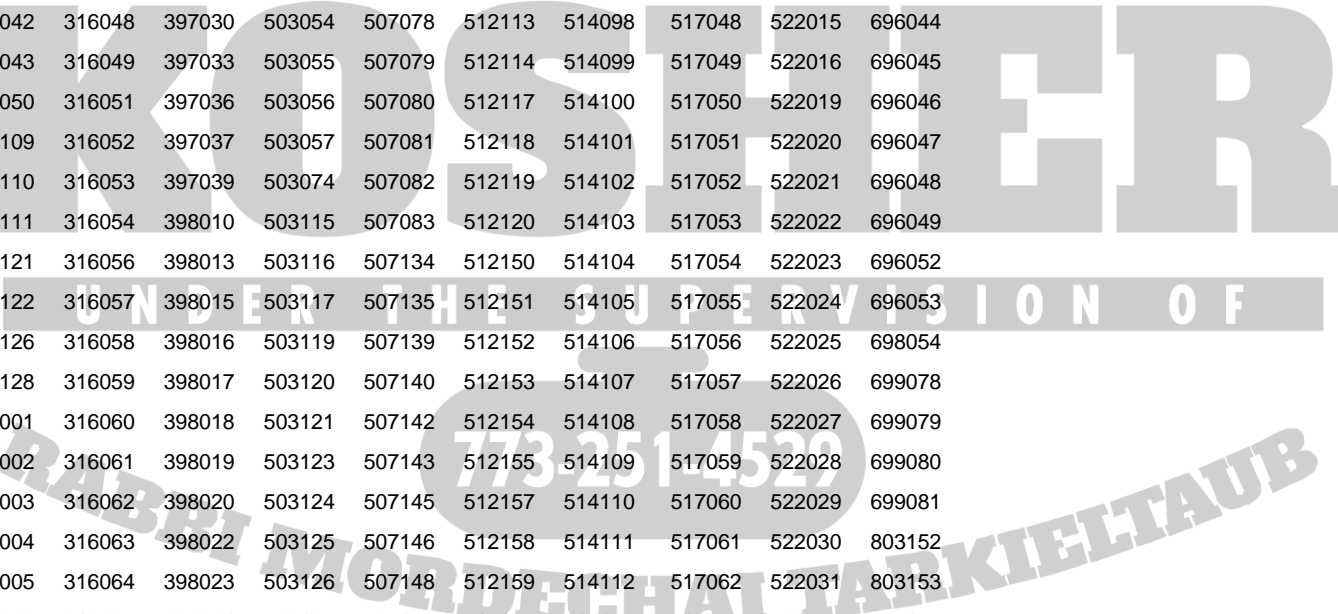 KOSHER
042 316048 397030 503054 507078 512113 514098 517048 522015 696044
043 316049 397033 503055 507079 512114 514099 517049 522016 696045
050 316051 397036 503056 507080 512117 514100 517050 522019 696046
109 316052 397037 503057 507081 512118 514101 517051 522020 696047
110 316053 397039 503074 507082 512119 514102 517052 522021 696048
111 316054 398010 503115 507083 512120 514103 517053 522022 696049
121 316056 398013 503116 507134 512150 514104 517054 522023 696052
122 316057 398015 503117 507135 512151 514105 517055 522024 696053
UNDER THE SUPERVISION OF
126 316058 398016 503119 507139 512152 514106 517056 522025 698054
128 316059 398017 503120 507140 512153 514107 517057 522026 699078
001 316060 398018 503121 507142 512154 514108 517058 522027 699079
002 316061 398019 503123 507143 512155 514109 517059 522028 699080
773-251-4529
003 316062 398020 503124 507145 512157 514110 517060 522029 699081
004 316063 398022 503125 507146 512158 514111 517061 522030 803152
005 316064 398023 503126 507148 512159 514112 517062 522031 803153
RABBI MORDECHAI TARKIELTAUB